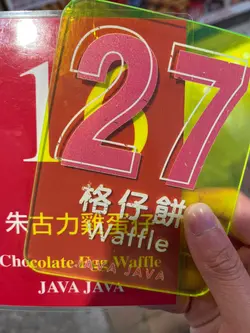 27
格仔餅
Waffle
JAVA JAVA
朱古力雞蛋仔
Chocolate Egg Waffle
JAVA JAVA